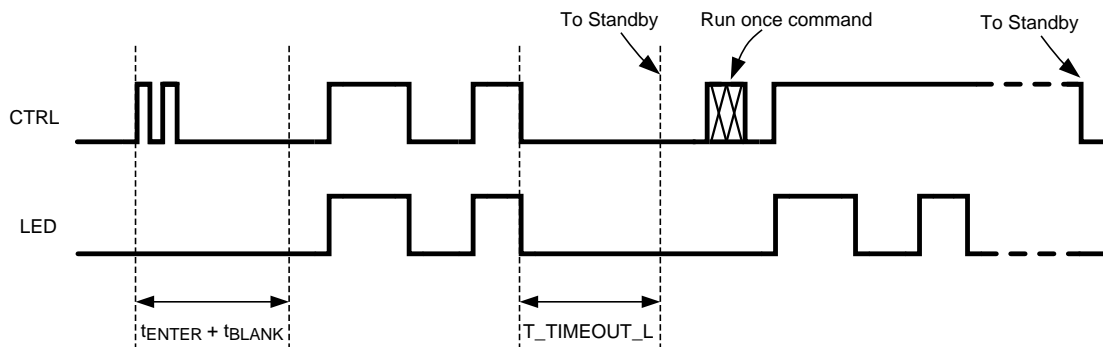 To Standby
Run once command
To Standby
CTRL
LED
tENTER + tBLANK
T_TIMEOUT_L